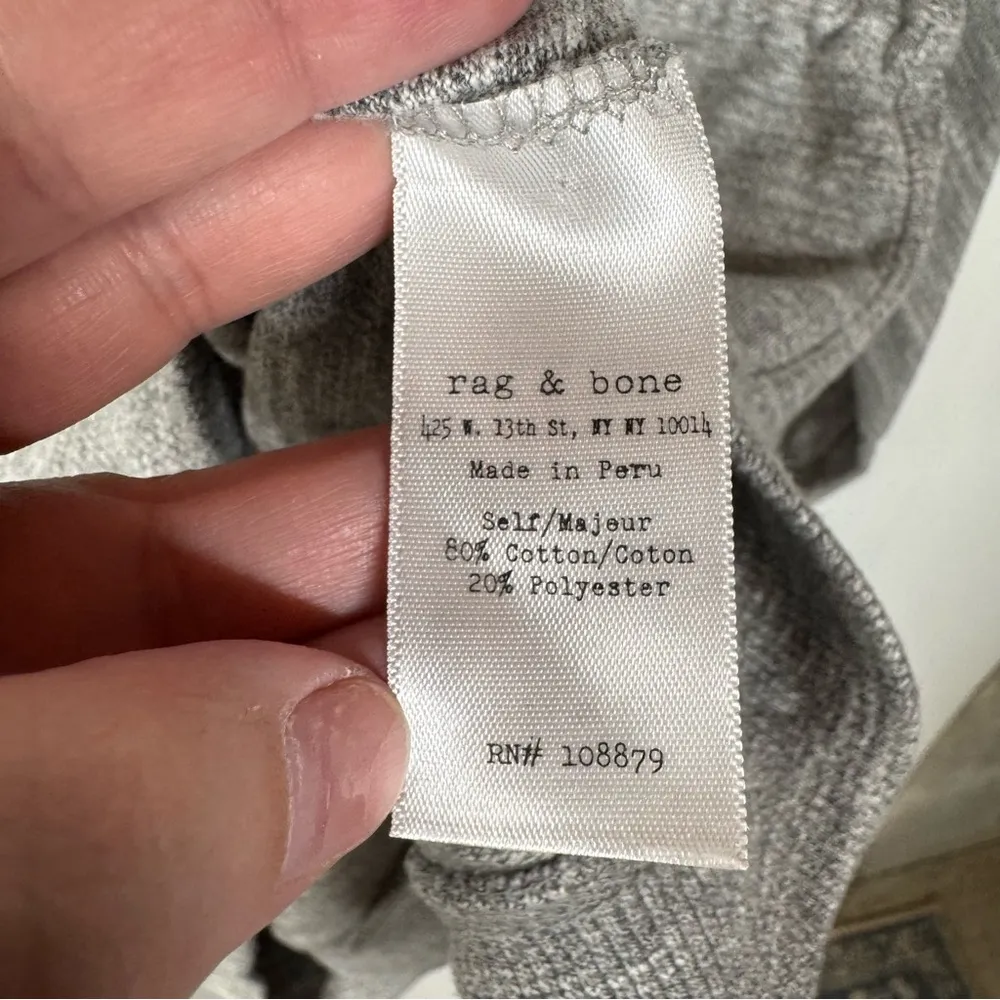 rag & bone
425 W. 13th St, NY NY 10014
Made in Peru
Self/Majeur
80% Cotton/Coton
20% Polyester
RN# 108879